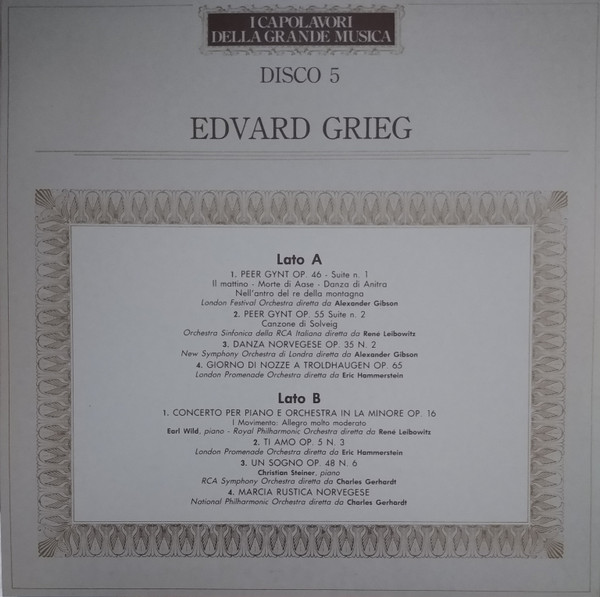 I CAPOLAVORI
DELLA GRANDE MUSICA
DISCO 5
EDVARD GRIEG
Lato A
1. PEER GYNT OP. 46 - Suite n. 1
Il mattino - Morte di Aase - Danza di Anitra
Nell'antro del re della montagna
London Festival Orchestra diretta da Alexander Gibson
2. PEER GYNT OP. 55 Suite n. 2
Canzone di Solveig
Orchestra Sinfonica della RCA Italiana diretta da René Leibowitz
3. DANZA NORVEGESE OP. 35 N. 2
New Symphony Orchestra di Londra diretta da Alexander Gibson
4. GIORNO DI NOZZE A TROLDHAUGEN OP. 65
London Promenade Orchestra diretta da Eric Hammerstein
Lato B
1. CONCERTO PER PIANO E ORCHESTRA IN LA MINORE OP. 16
I Movimento: Allegro molto moderato
Earl Wild, piano - Royal Philharmonic Orchestra diretta da René Leibowitz
2. TI AMO OP. 5 N. 3
London Promenade Orchestra diretta da Eric Hammerstein
3. UN SOGNO OP. 48 N. 6
Christian Steiner, piano
RCA Symphony Orchestra diretta da Charles Gerhardt
4. MARCIA RUSTICA NORVEGESE
National Philharmonic Orchestra diretta da Charles Gerhardt